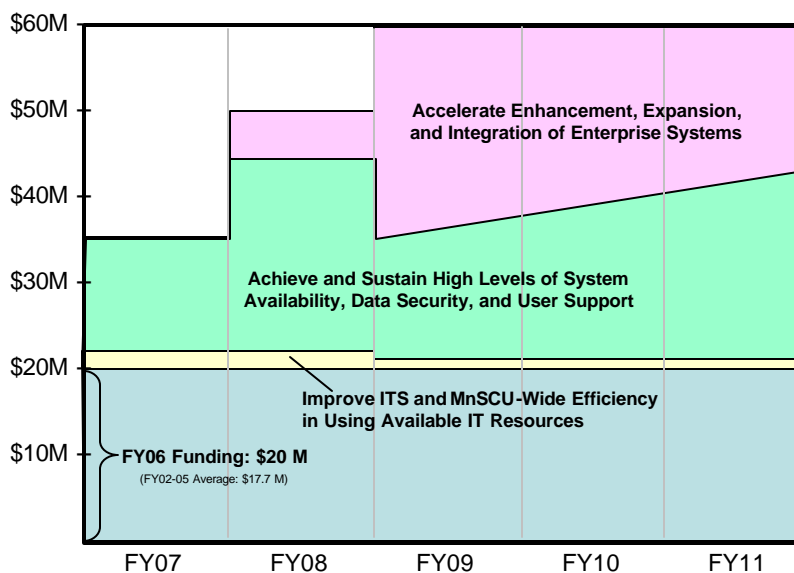 $60M
$50M
$40M
$30M
$20M
$10M
Accelerate Enhancement, Expansion,
and Integration of Enterprise Systems
Achieve and Sustain High Levels of System
Availability, Data Security, and User Support
Improve ITS and MnSCU-Wide Efficiency
in Using Available IT Resources
FY06 Funding: $20 M
(FY02-05 Average: $17.7 M)
FY07 FY08 FY09 FY10 FY11